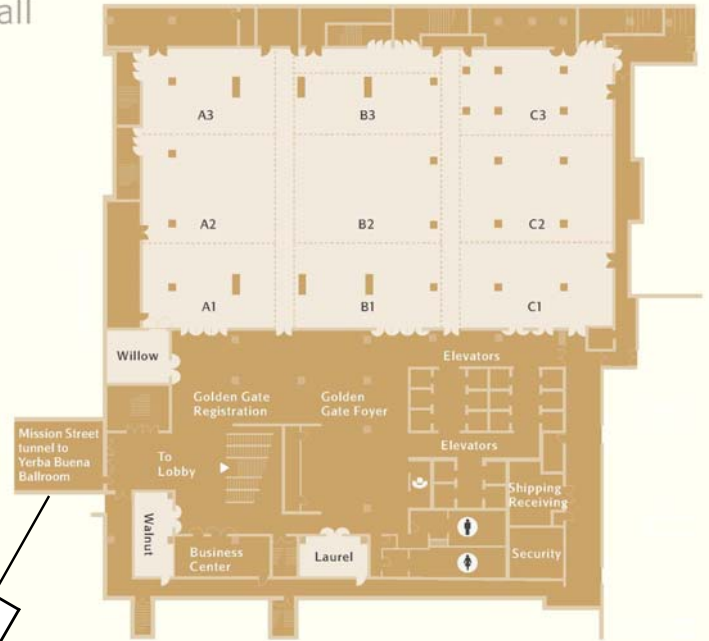 all
A3
B3
C3
A2
B2
C2
A1
B1
C1
Willow
Elevators
Golden Gate
Registration
Golden
Gate Foyer
Mission Street
tunnel to
Yerba Buena
Ballroom
To
Lobby
Elevators
Shipping
Receiving
Walnut
Business
Center
Laurel
Security